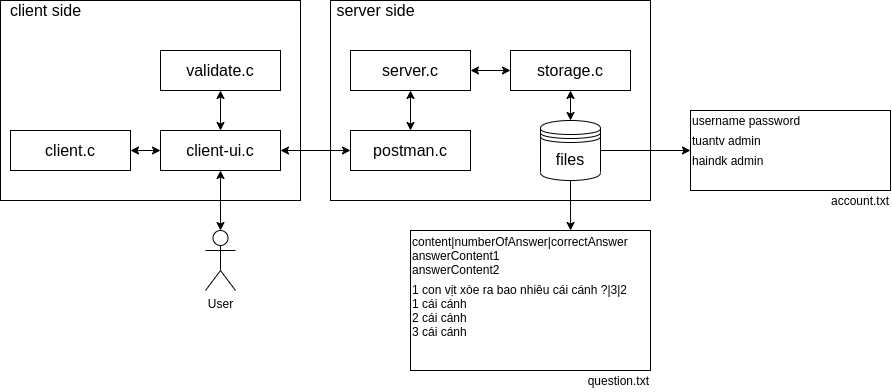 client side
server side
validate.c
server.c
storage.c
client.c
client-ui.c
postman.c
files
User
username password
tuantv admin
haindk admin
account.txt
content|numberOfAnswer|correctAnswer
answerContent1
answerContent2
1 con vịt xòe ra bao nhiêu cái cánh ?|3|2
1 cái cánh
2 cái cánh
3 cái cánh
question.txt